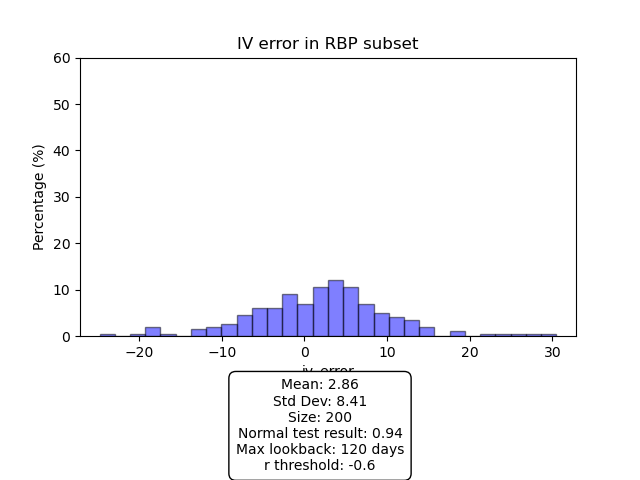 IV error in RBP subset
60
50
40
30
20
10
0
Percentage (%)
−20 −10 0 10 20 30
Mean: 2.86
Std Dev: 8.41
Size: 200
Normal test result: 0.94
Max lookback: 120 days
r threshold: -0.6